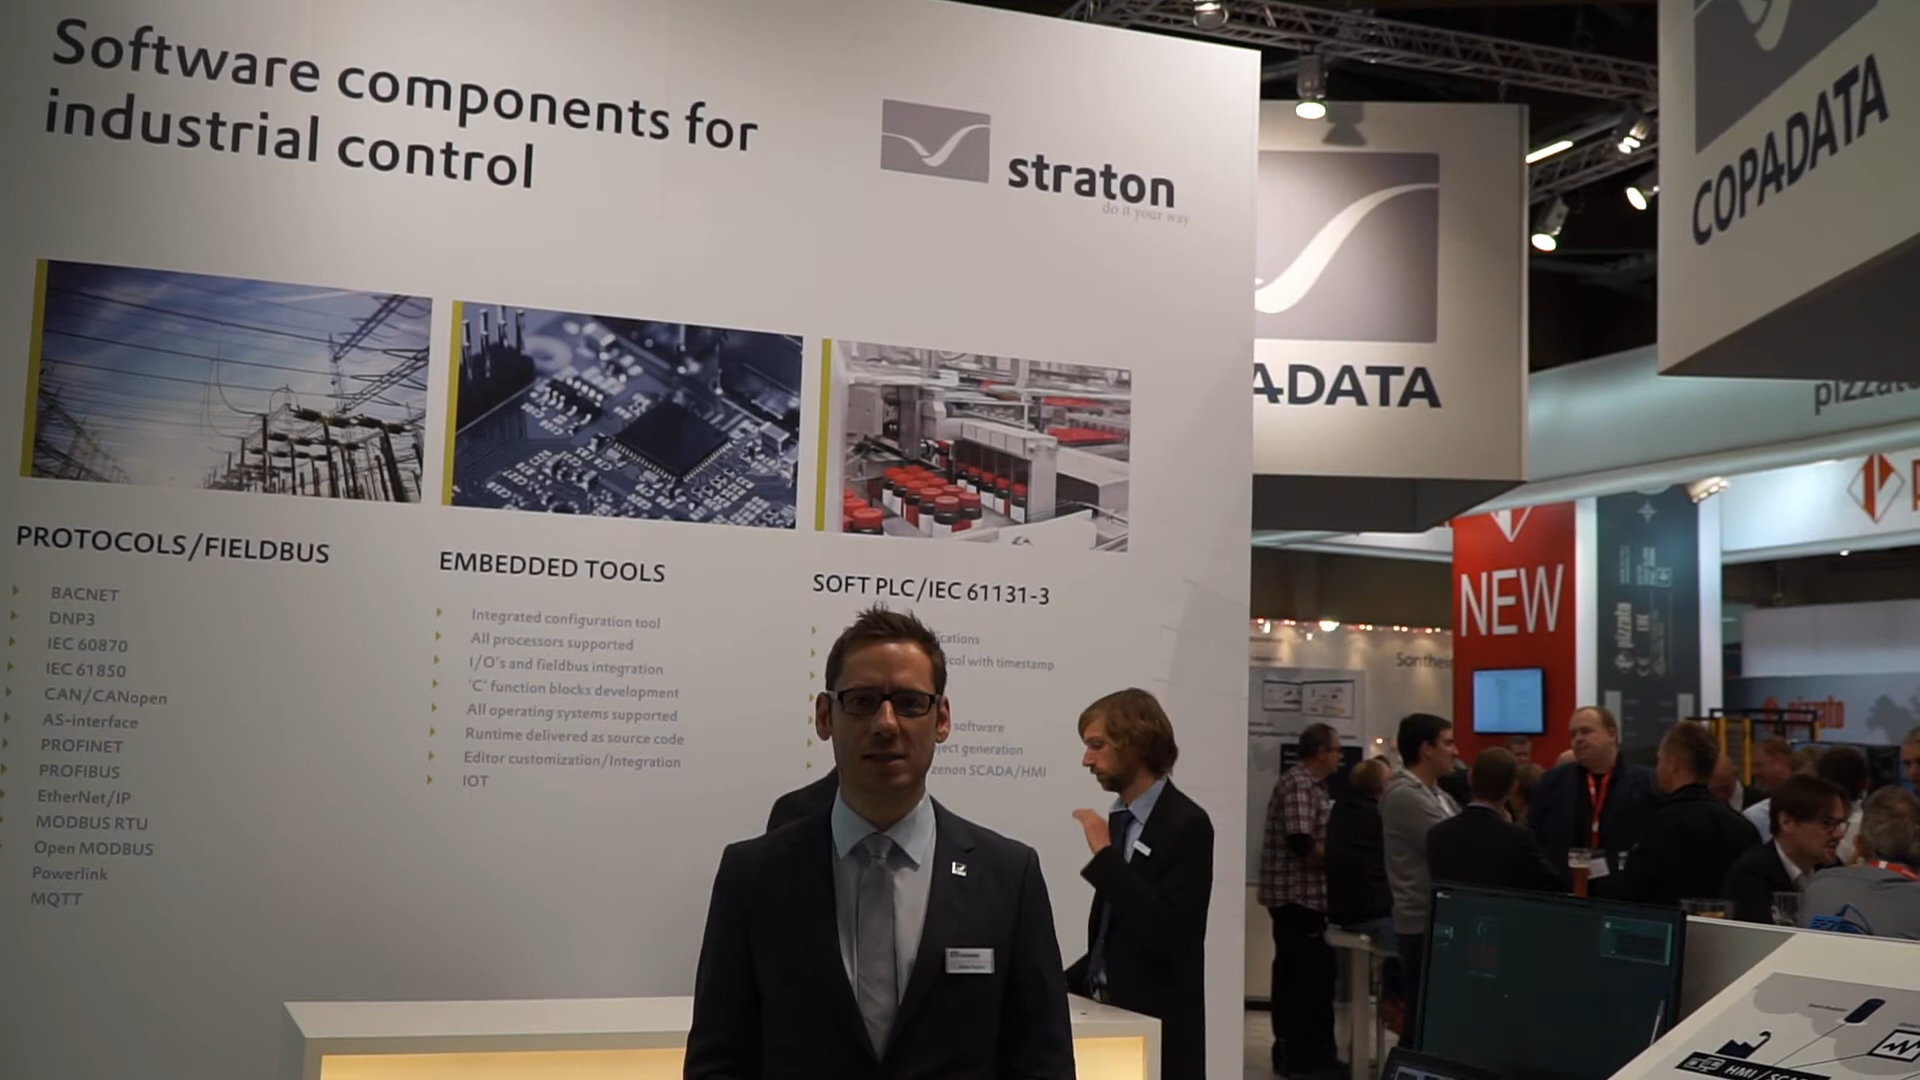 Software components for
industrial control
straton
do it your way
PROTOCOLS/FIELDBUS
BACNET
DNP3
IEC 60870
IEC 61850
CAN/CANopen
AS-interface
PROFINET
PROFIBUS
EtherNet/IP
MODBUS RTU
Open MODBUS
Powerlink
MQTT
EMBEDDED TOOLS
Integrated configuration tool
All processors supported
I/O's and fieldbus integration
'C' function blocks development
All operating systems supported
Runtime delivered as source code
Editor customization/Integration
IOT
SOFT PLC/IEC 61131-3
with timestamp
software
generation
zenon SCADA/HMI
ADATA
COPADATA
NEW
pizzato
pizzato
HMI